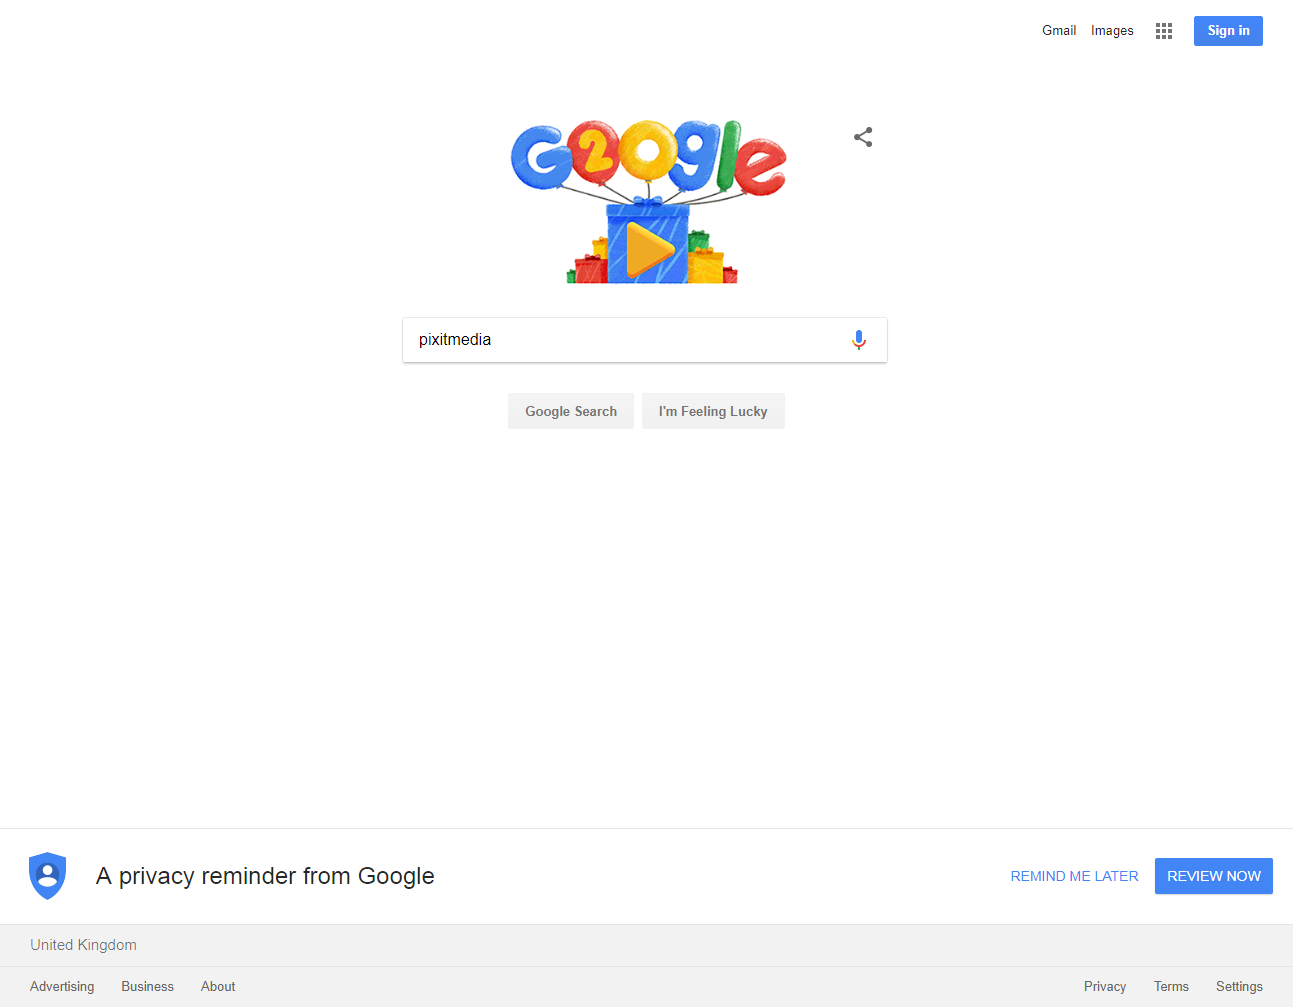 Gmail Images Sign in
G20gle
pixitmedia
Google Search I'm Feeling Lucky
A privacy reminder from Google REMIND ME LATER REVIEW NOW
United Kingdom
Advertising Business About Privacy Terms Settings